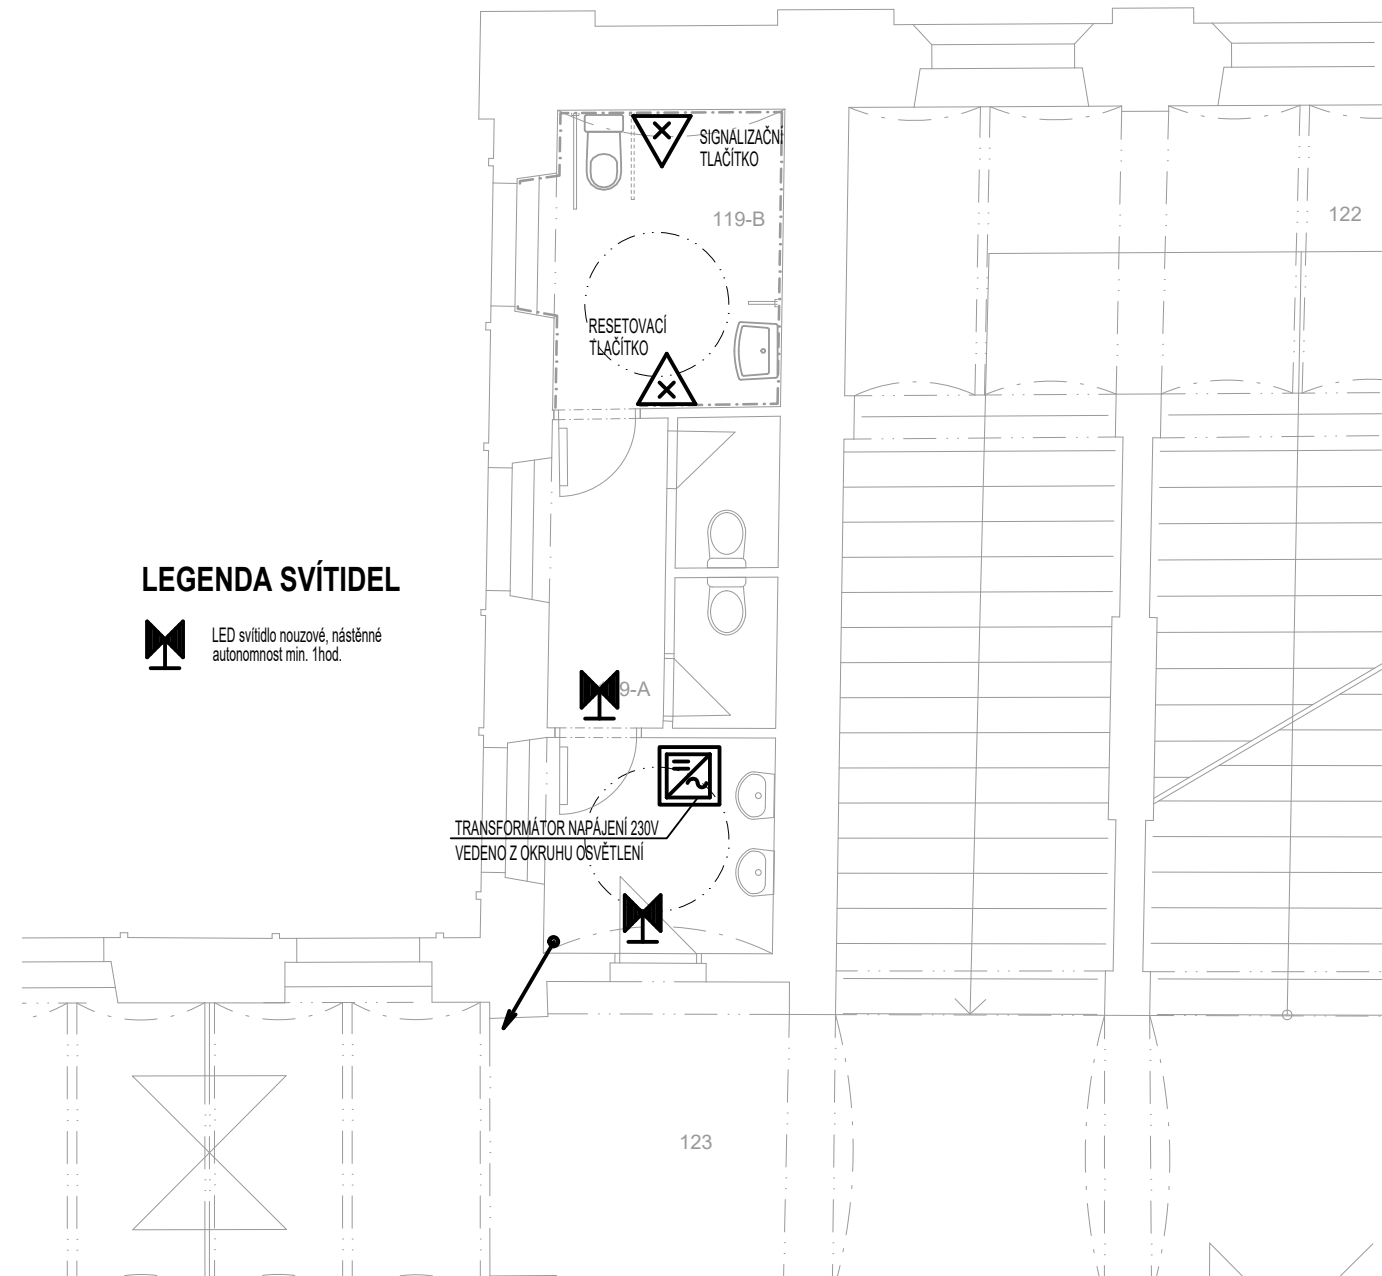 SIGNALIZAČNÍ
TLAČÍTKO
119-B
122
RESETOVACÍ
TLAČÍTKO
LEGENDA SVÍTIDEL
LED svítidlo nouzové, nástěnné
autonomnost min. 1hod.
9-A
TRANSFORMÁTOR NAPÁJENÍ 230V
VEDENO Z OKRUHU OSVĚTLENÍ
123